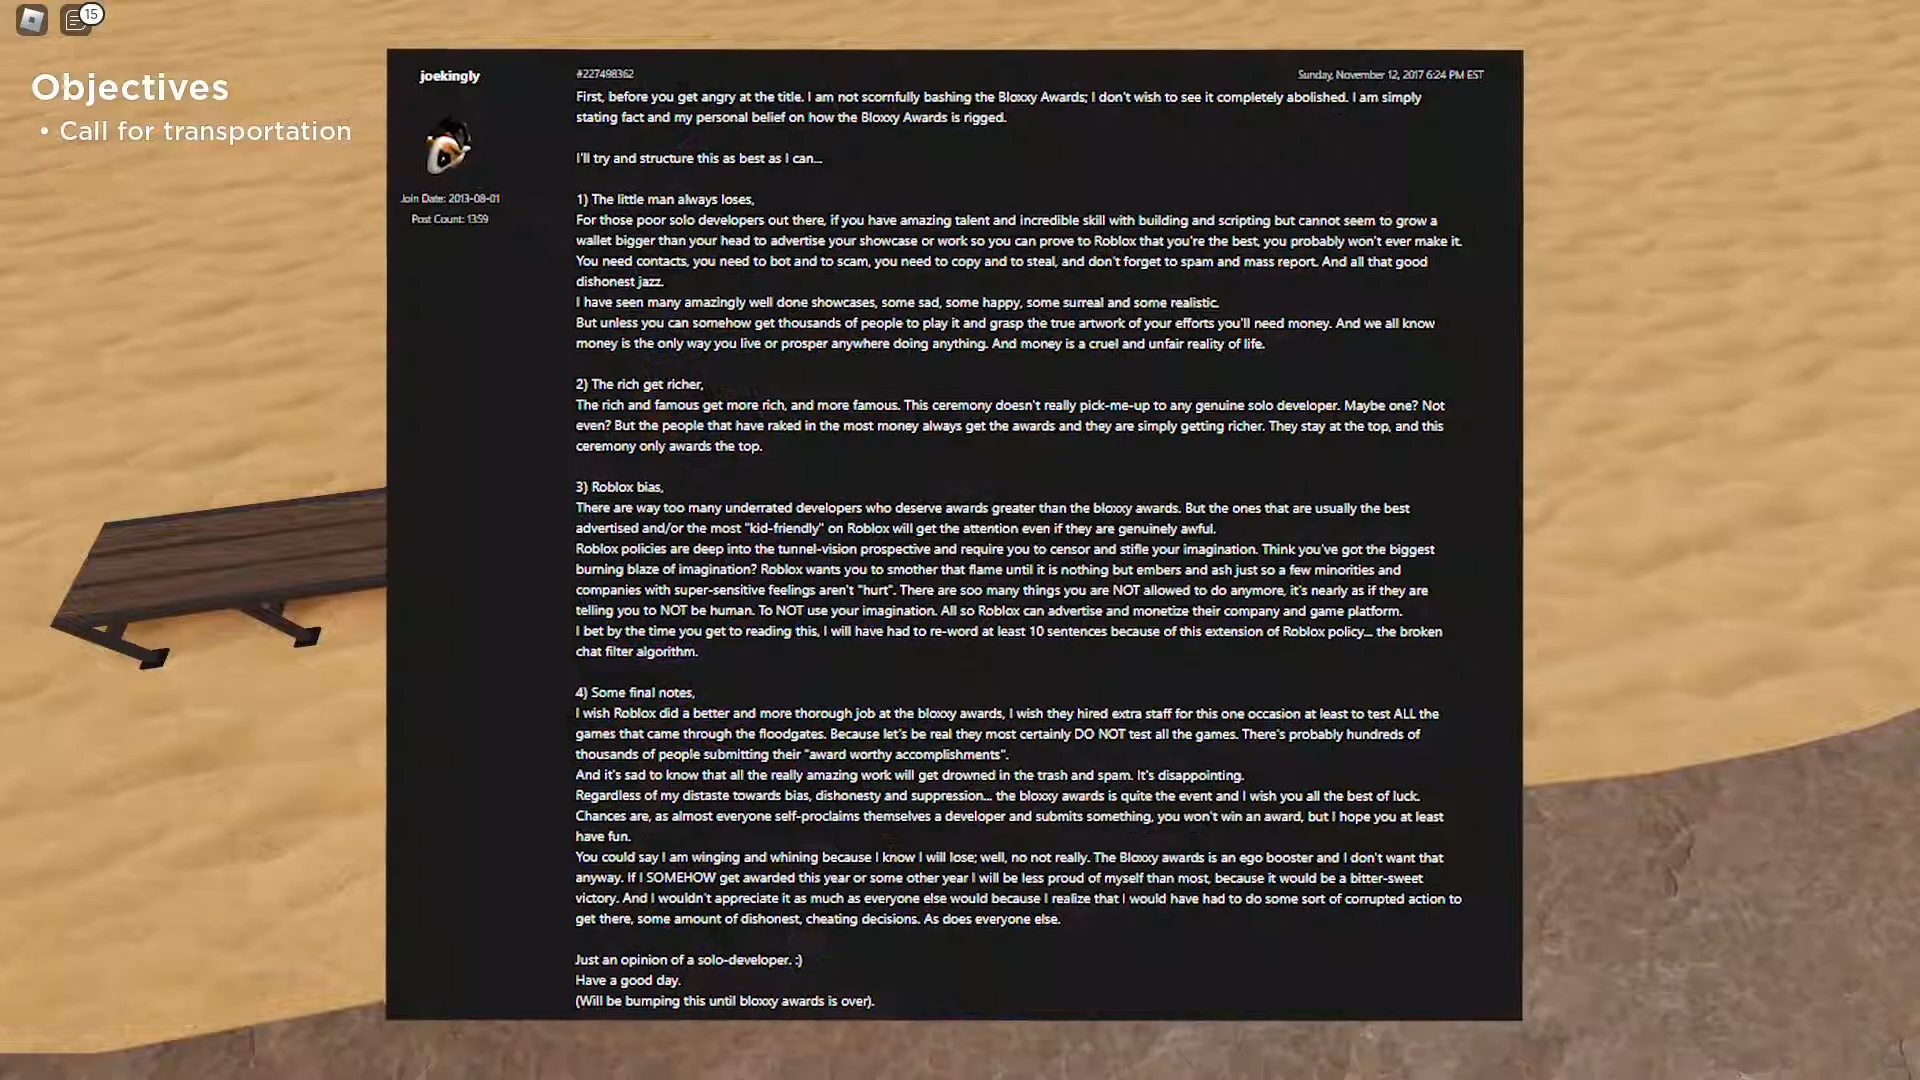 15
Objectives
• Call for transportation
joekingly
Join Date: 2013-08-01
Post Count: 1359
#227498362
Sunday, November 12, 2017 6:24 PM EST
First, before you get angry at the title. I am not scornfully bashing the Bloxxy Awards; I don't wish to see it completely abolished. I am simply
stating fact and my personal belief on how the Bloxxy Awards is rigged.
I'll try and structure this as best as I can...
1) The little man always loses,
For those poor solo developers out there, if you have amazing talent and incredible skill with building and scripting but cannot seem to grow a
wallet bigger than your head to advertise your showcase or work so you can prove to Roblox that you're the best, you probably won't ever make it.
You need contacts, you need to bot and to scam, you need to copy and to steal, and don't forget to spam and mass report. And all that good
dishonest jazz.
I have seen many amazingly well done showcases, some sad, some happy, some surreal and some realistic.
But unless you can somehow get thousands of people to play it and grasp the true artwork of your efforts you'll need money. And we all know
money is the only way you live or prosper anywhere doing anything. And money is a cruel and unfair reality of life.
2) The rich get richer,
The rich and famous get more rich, and more famous. This ceremony doesn't really pick-me-up to any genuine solo developer. Maybe one? Not
even? But the people that have raked in the most money always get the awards and they are simply getting richer. They stay at the top, and this
ceremony only awards the top.
3) Roblox bias,
There are way too many underrated developers who deserve awards greater than the bloxxy awards. But the ones that are usually the best
advertised and/or the most "kid-friendly" on Roblox will get the attention even if they are genuinely awful.
Roblox policies are deep into the tunnel-vision prospective and require you to censor and stifle your imagination. Think you've got the biggest
burning blaze of imagination? Roblox wants you to smother that flame until it is nothing but embers and ash just so a few minorities and
companies with super-sensitive feelings aren't "hurt". There are soo many things you are NOT allowed to do anymore, it's nearly as if they are
telling you to NOT be human. To NOT use your imagination. All so Roblox can advertise and monetize their company and game platform.
I bet by the time you get to reading this, I will have had to re-word at least 10 sentences because of this extension of Roblox policy... the broken
chat filter algorithm.
4) Some final notes,
I wish Roblox did a better and more thorough job at the bloxxy awards, I wish they hired extra staff for this one occasion at least to test ALL the
games that came through the floodgates. Because let's be real they most certainly DO NOT test all the games. There's probably hundreds of
thousands of people submitting their "award worthy accomplishments".
And it's sad to know that all the really amazing work will get drowned in the trash and spam. It's disappointing.
Regardless of my distaste towards bias, dishonesty and suppression... the bloxxy awards is quite the event and I wish you all the best of luck.
Chances are, as almost everyone self-proclaims themselves a developer and submits something, you won't win an award, but I hope you at least
have fun.
You could say I am winging and whining because I know I will lose; well, no not really. The Bloxxy awards is an ego booster and I don't want that
anyway. If I SOMEHOW get awarded this year or some other year I will be less proud of myself than most, because it would be a bitter-sweet
victory. And I wouldn't appreciate it as much as everyone else would because I realize that I would have had to do some sort of corrupted action to
get there, some amount of dishonest, cheating decisions. As does everyone else.
Just an opinion of a solo-developer. :)
Have a good day.
(Will be bumping this until bloxxy awards is over).